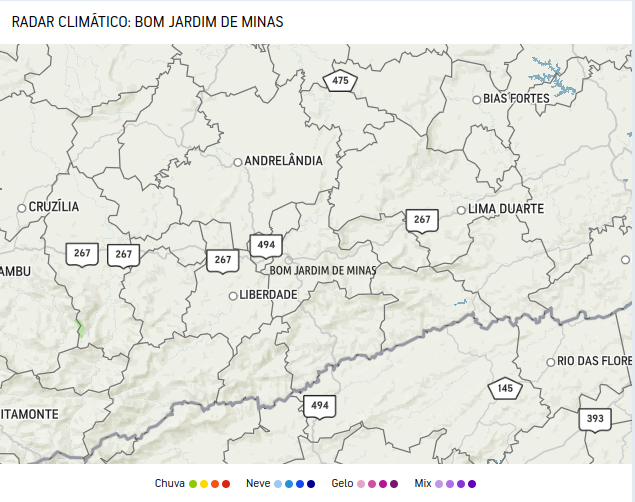 RADAR CLIMÁTICO: BOM JARDIM DE MINAS
475
BIAS FORTES
ANDRELÂNDIA
CRUZÍLIA
LIMA DUARTE
267
494
267
267
267
AMBU
BOM JARDIM DE MINAS
LIBERDADE
RIO DAS FLORE
145
494
ITAMONTE
393
Chuva Neve Gelo Mix